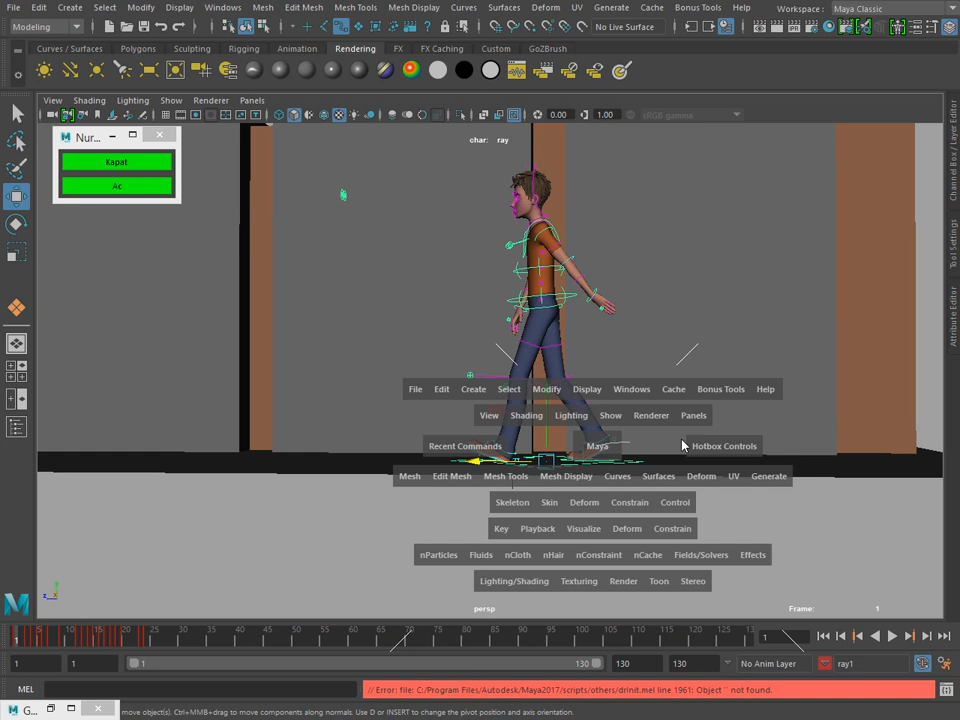 File Edit Create Select Modify Display Windows Mesh Edit Mesh Mesh Tools Mesh Display Curves Surfaces Deform UV Generate Cache Bonus Tools Help Workspace : Maya Classic
Modeling No Live Surface
Curves / Surfaces Polygons Sculpting Rigging Animation Rendering FX FX Caching Custom GoZBrush
View Shading Lighting Show Renderer Panels
0.00 1.00 sRGB gamma
Nur...
Kapat
Ac
char: ray
Channel Box / Layer Editor
Tool Settings
Attribute Editor
File Edit Create Select Modify Display Windows Cache Bonus Tools Help
View Shading Lighting Show Renderer Panels
Recent Commands Maya Hotbox Controls
Mesh Edit Mesh Mesh Tools Mesh Display Curves Surfaces Deform UV Generate
Skeleton Skin Deform Constrain Control
Key Playback Visualize Deform Constrain
nParticles Fluids nCloth nHair nConstraint nCache Fields/Solvers Effects
Lighting/Shading Texturing Render Toon Stereo
persp Frame: 1
1 5 10 15 20 25 30 35 40 45 50 55 60 65 70 75 80 85 90 95 100 105 110 115 120 125 13 1
1 1 1 130 130 130 No Anim Layer ray1
MEL // Error: file: C:/Program Files/Autodesk/Maya2017/scripts/others/drinit.mel line 1961: Object '' not found.
G... move object(s). Ctrl+MMB+drag to move components along normals. Use D or INSERT to change the pivot position and axis orientation.